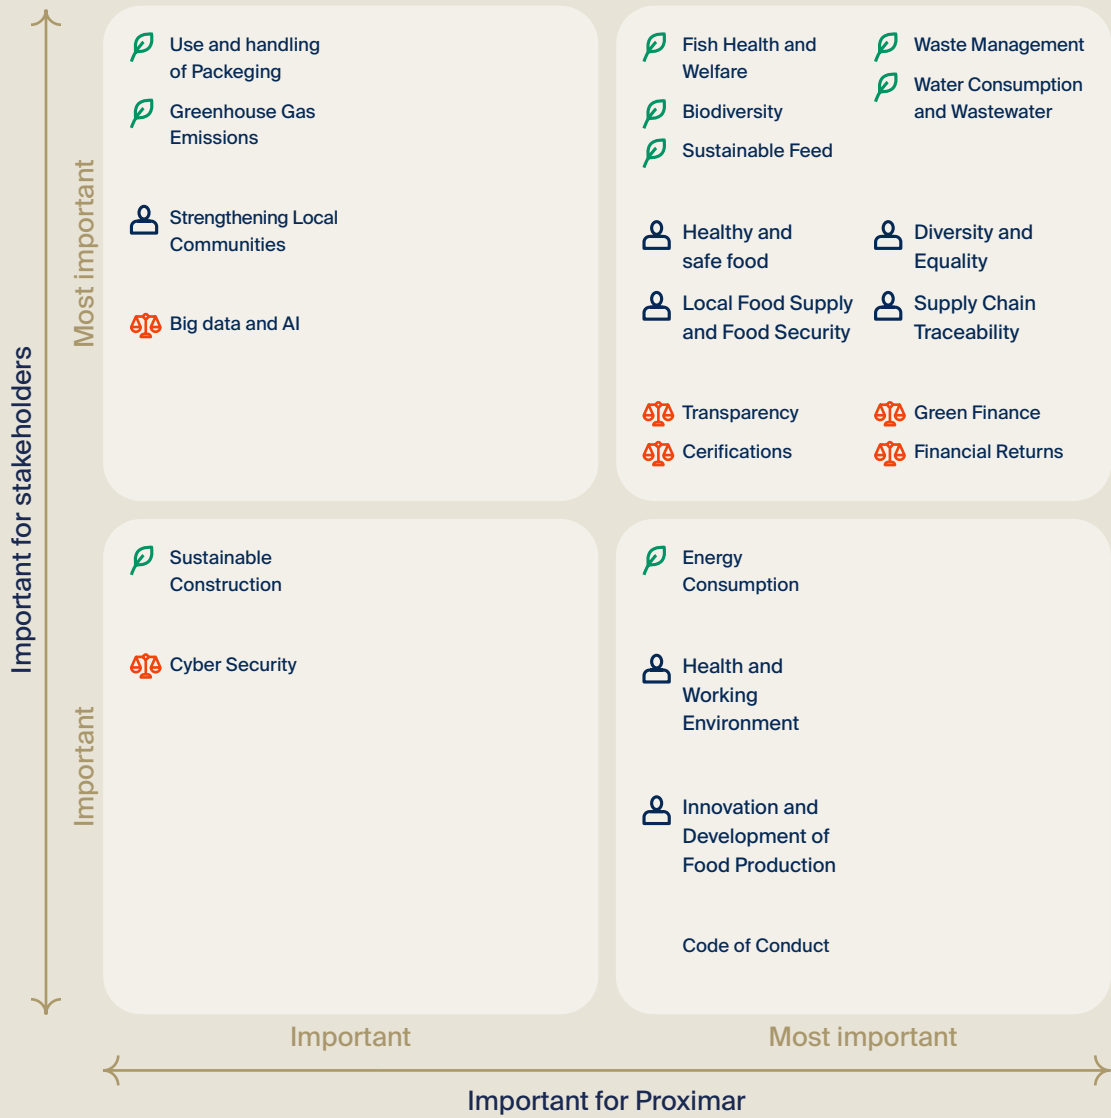 Important for stakeholders
Most important
Important
Use and handling
of Packeging
Greenhouse Gas
Emissions
Strengthening Local
Communities
Big data and AI
Fish Health and
Welfare
Biodiversity
Sustainable Feed
Waste Management
Water Consumption
and Wastewater
Healthy and
safe food
Local Food Supply
and Food Security
Diversity and
Equality
Supply Chain
Traceability
Transparency
Cerifications
Green Finance
Financial Returns
Sustainable
Construction
Cyber Security
Energy
Consumption
Health and
Working
Environment
Innovation and
Development of
Food Production
Code of Conduct
Important
Most important
Important for Proximar